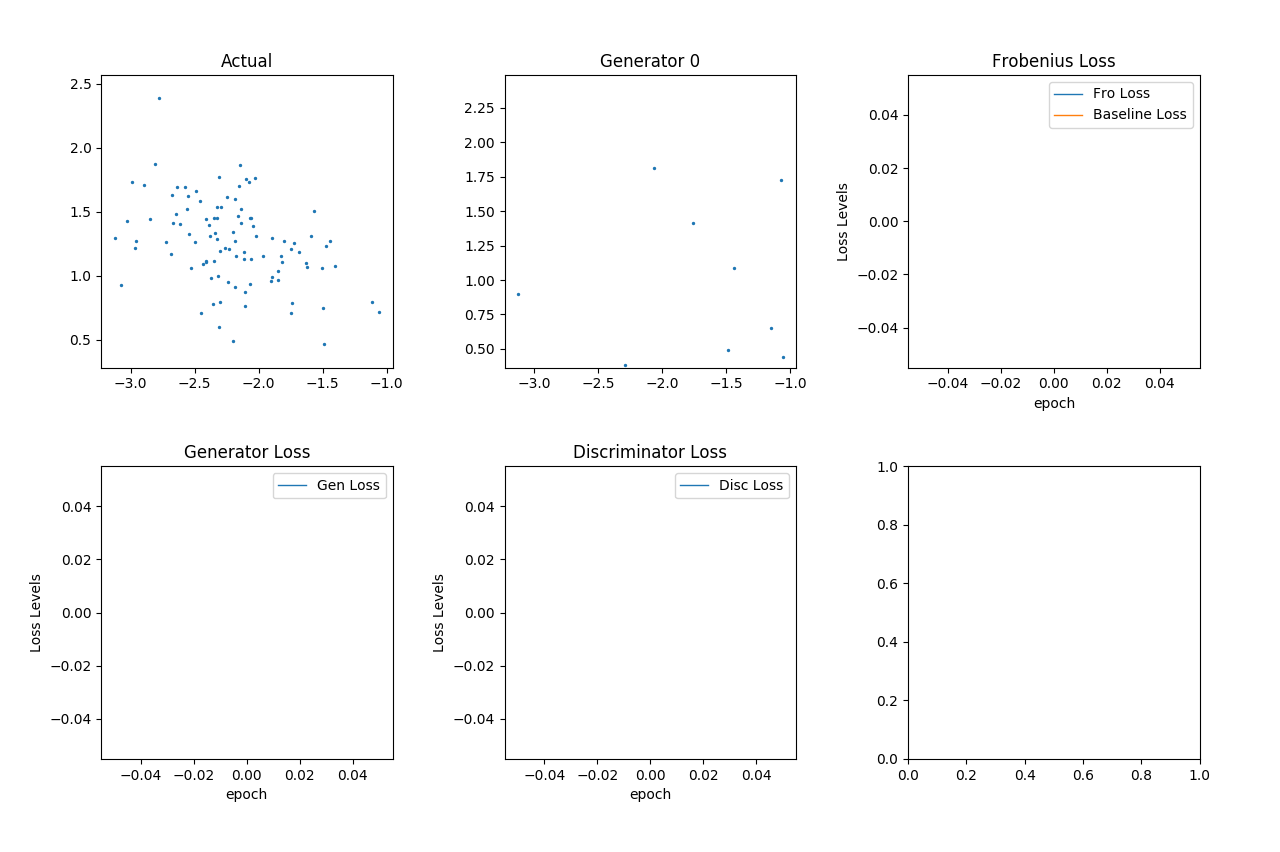 Actual
2.5
2.0
1.5
1.0
0.5
−3.0 −2.5 −2.0 −1.5 −1.0
Generator 0
2.25
2.00
1.75
1.50
1.25
1.00
0.75
0.50
−3.0 −2.5 −2.0 −1.5 −1.0
Frobenius Loss
Fro Loss
Baseline Loss
Loss Levels
0.04
0.02
0.00
−0.02
−0.04
−0.04 −0.02 0.00 0.02 0.04
epoch
Generator Loss
Gen Loss
Loss Levels
0.04
0.02
0.00
−0.02
−0.04
−0.04 −0.02 0.00 0.02 0.04
epoch
Discriminator Loss
Disc Loss
Loss Levels
0.04
0.02
0.00
−0.02
−0.04
−0.04 −0.02 0.00 0.02 0.04
epoch
1.0
0.8
0.6
0.4
0.2
0.0
0.0 0.2 0.4 0.6 0.8 1.0